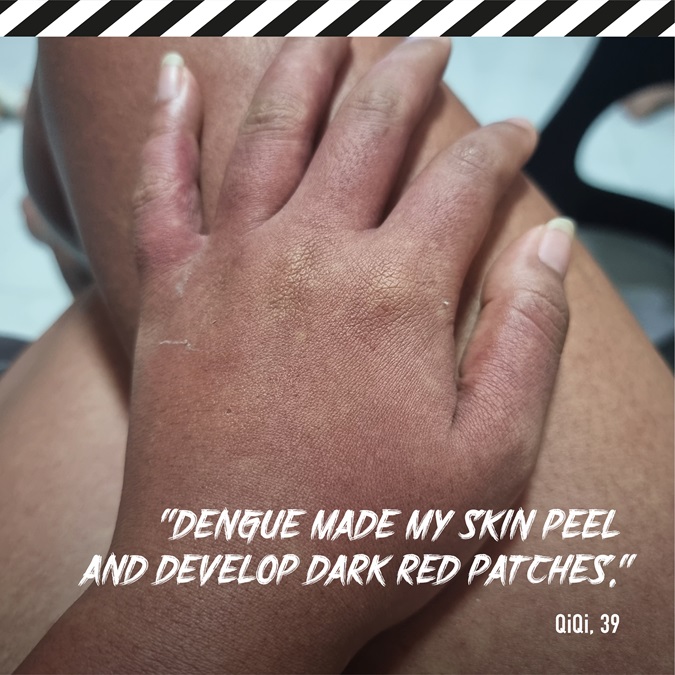 "DENGUE MADE MY SKIN PEEL
AND DEVELOP DARK RED PATCHES."
QiQi, 39